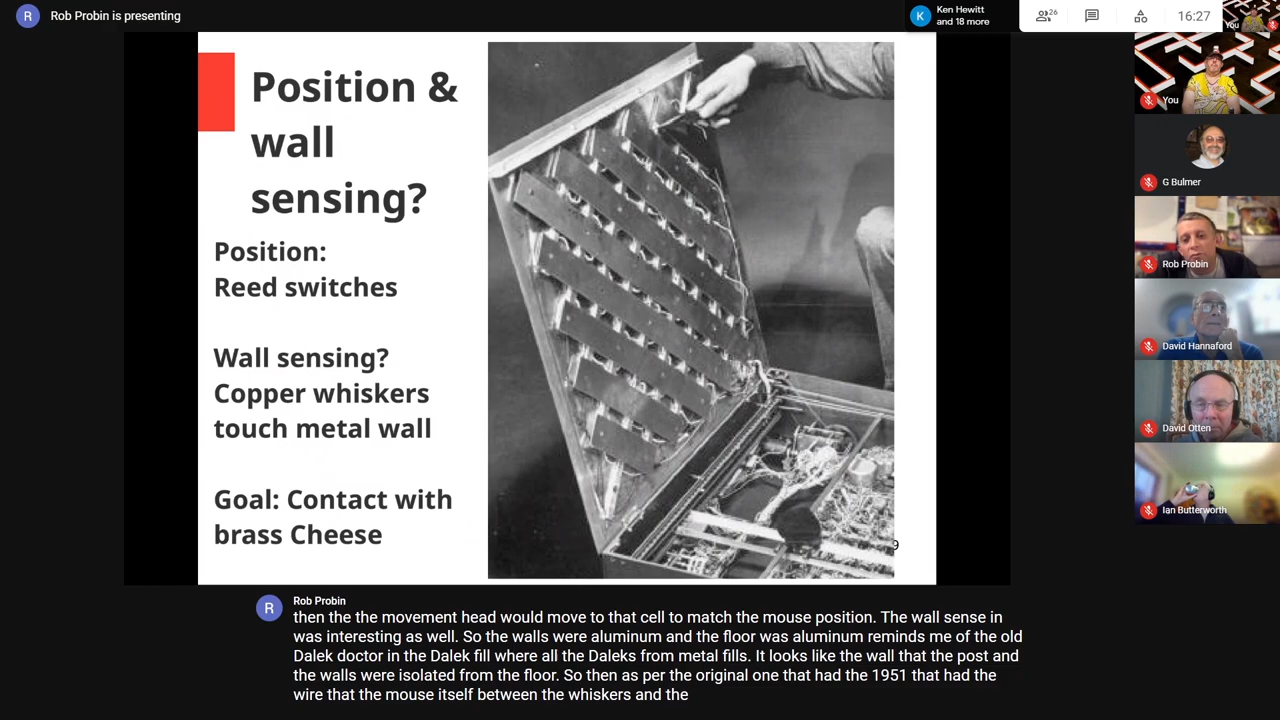 R
Rob Probin is presenting
K
Ken Hewitt
and 18 more
26
16:27
You
Position &
wall
sensing?
Position:
Reed switches
Wall sensing?
Copper whiskers
touch metal wall
Goal: Contact with
brass Cheese
9
You
G Bulmer
Rob Probin
David Hannaford
David Otten
Ian Butterworth
R
Rob Probin
then the the movement head would move to that cell to match the mouse position. The wall sense in
was interesting as well. So the walls were aluminum and the floor was aluminum reminds me of the old
Dalek doctor in the Dalek fill where all the Daleks from metal fills. It looks like the wall that the post and
the walls were isolated from the floor. So then as per the original one that had the 1951 that had the
wire that the mouse itself between the whiskers and the